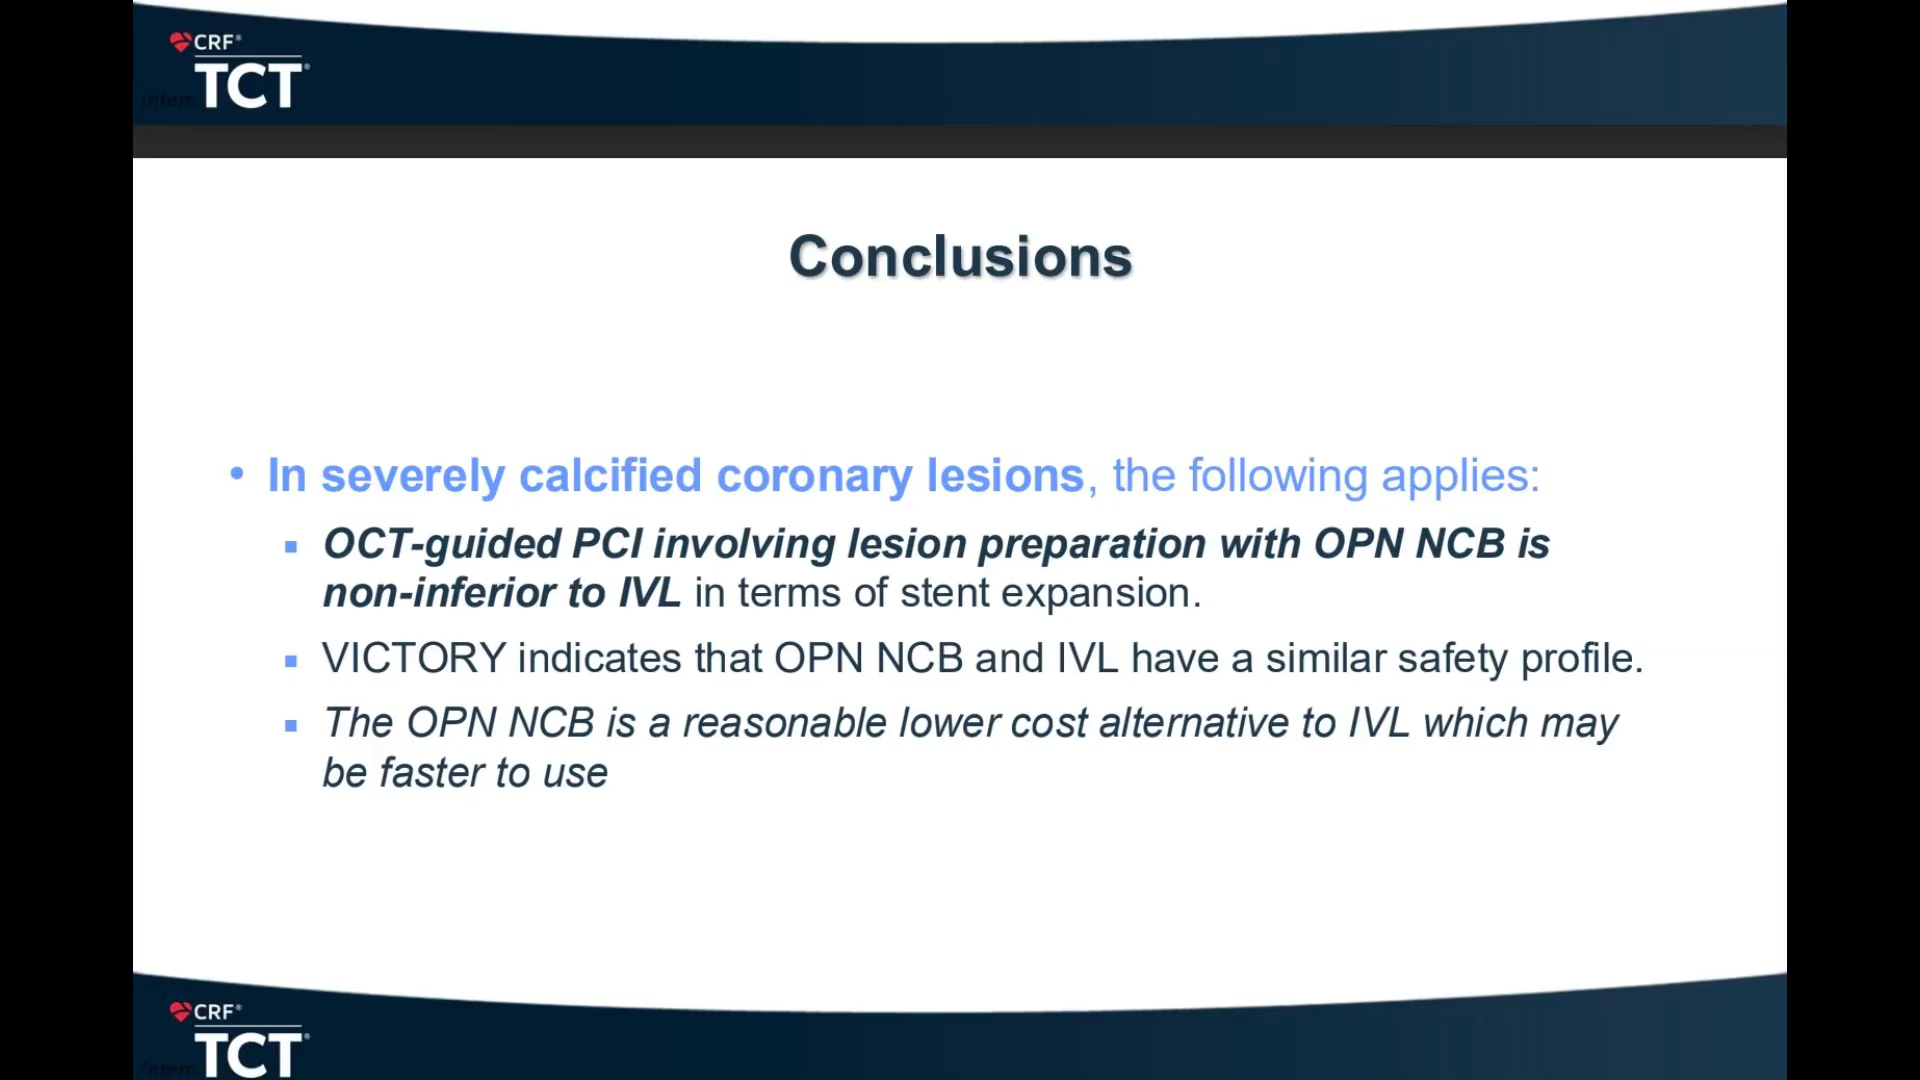 CRF®
TCT®
Conclusions
• In severely calcified coronary lesions, the following applies:
▪ OCT-guided PCI involving lesion preparation with OPN NCB is
non-inferior to IVL in terms of stent expansion.
▪ VICTORY indicates that OPN NCB and IVL have a similar safety profile.
▪ The OPN NCB is a reasonable lower cost alternative to IVL which may
be faster to use
CRF®
TCT®